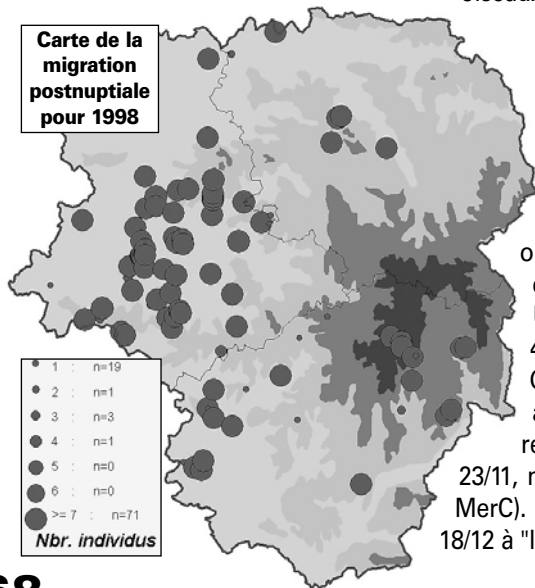 Carte de la
migration
postnuptiale
pour 1998
1 : n=19
2 : n=1
3 : n=3
4 : n=1
5 : n=0
6 : n=0
>= 7 : n=71
Nbr. individus
23/11, n
MerC).
18/12 à "l